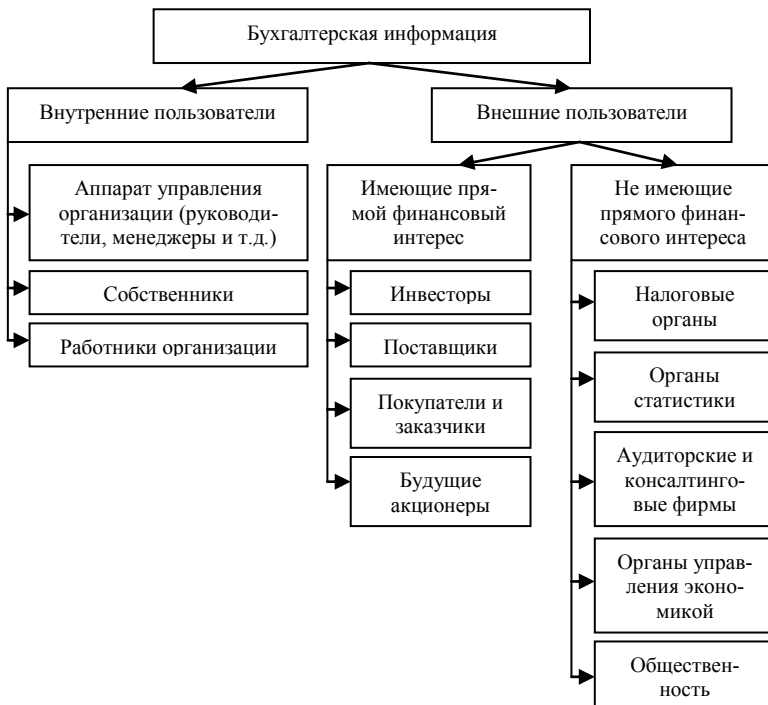 Бухгалтерская информация
Внутренние пользователи
Внешние пользователи
Аппарат управления
организации (руководи-
тели, менеджеры и т.д.)
Собственники
Работники организации
Имеющие пря-
мой финансовый
интерес
Инвесторы
Поставщики
Покупатели и
заказчики
Будущие
акционеры
Не имеющие
прямого финан-
сового интереса
Налоговые
органы
Органы
статистики
Аудиторские и
консалтинго-
вые фирмы
Органы управ-
ления эконо-
микой
Обществен-
ность